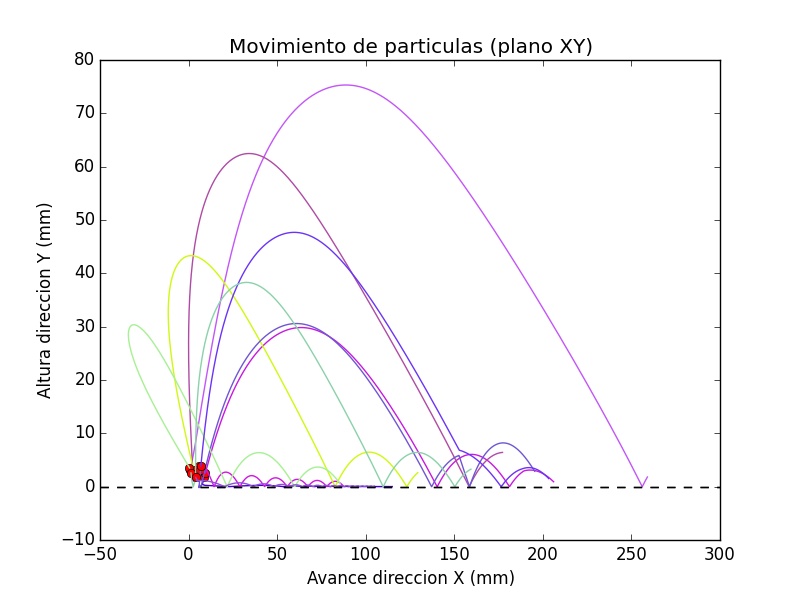 Movimiento de particulas (plano XY)
80
70
60
50
40
30
20
10
0
−10
Altura direccion Y (mm)
−50 0 50 100 150 200 250 300
Avance direccion X (mm)